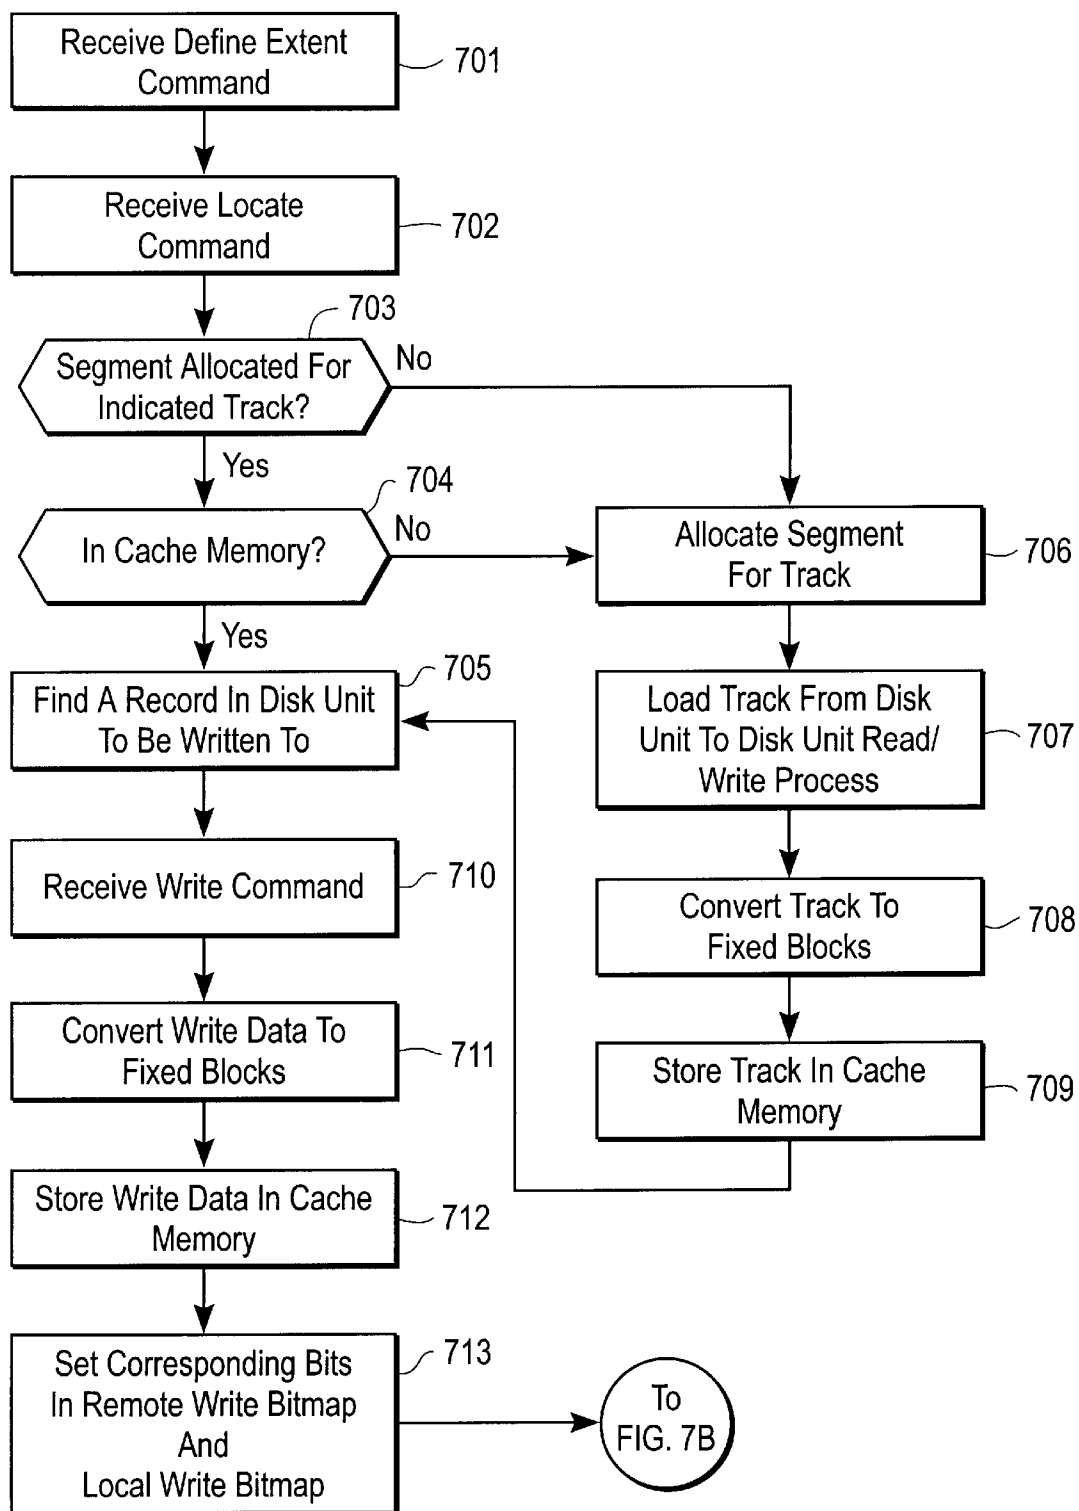 Receive Define Extent
Command
701
Receive Locate
Command
702
703
Segment Allocated For
Indicated Track?
No
Yes
704
In Cache Memory?
No
Yes
Allocate Segment
For Track
706
705
Find A Record In Disk Unit
To Be Written To
Load Track From Disk
Unit To Disk Unit Read/
Write Process
707
Receive Write Command
710
Convert Track To
Fixed Blocks
708
Convert Write Data To
Fixed Blocks
711
Store Track In Cache
Memory
709
Store Write Data In Cache
Memory
712
Set Corresponding Bits
In Remote Write Bitmap
And
Local Write Bitmap
713
To
FIG. 7B